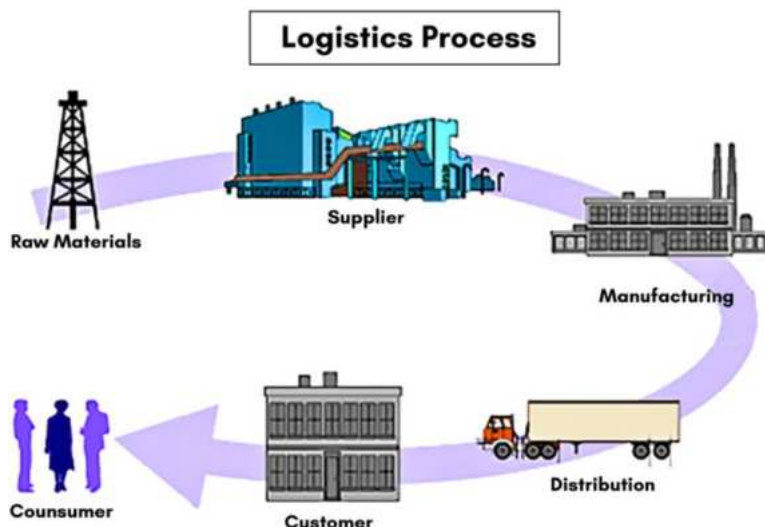 Logistics Process
Raw Materials
Supplier
Manufacturing
Distribution
Customer
Counsumer